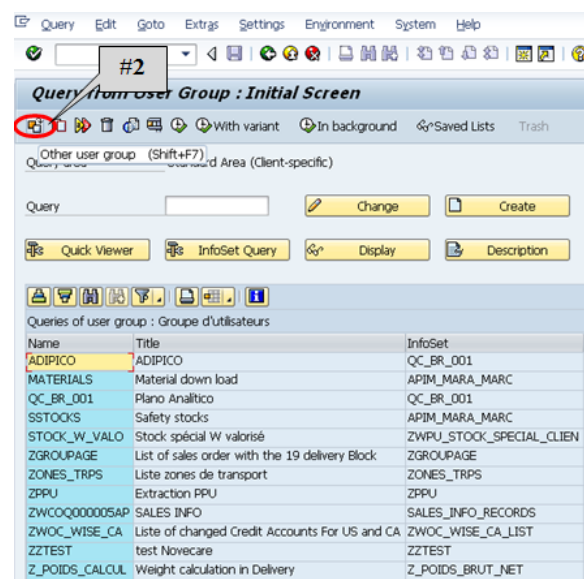 Query Edit Goto Extras Settings Environment System Help
#2
Query from User Group : Initial Screen
With variant In background Saved Lists Trash
Other user group (Shift+F7)
Standard Area (Client-specific)
Query
Change Create
Quick Viewer InfoSet Query Display Description
Queries of user group : Groupe d'utilisateurs
Name Title InfoSet
ADIPICO ADIPICO QC_BR_001
MATERIALS Material down load APIM_MARA_MARC
QC_BR_001 Plano Analítico QC_BR_001
SSTOCKS Safety stocks APIM_MARA_MARC
STOCK_W_VALO Stock spécial W valorisé ZWPU_STOCK_SPECIAL_CLIEN
ZGROUPAGE List of sales order with the 19 delivery Block ZGROUPAGE
ZONES_TRPS Liste zones de transport ZONES_TRPS
ZPPU Extraction PPU ZPPU
ZWCOQ000005AP SALES INFO SALES_INFO_RECORDS
ZWOC_WISE_CA Liste of changed Credit Accounts For US and CA ZWOC_WISE_CA_LIST
ZZTEST test Novecare ZZTEST
Z_POIDS_CALCUL Weight calculation in Delivery Z_POIDS_BRUT_NET